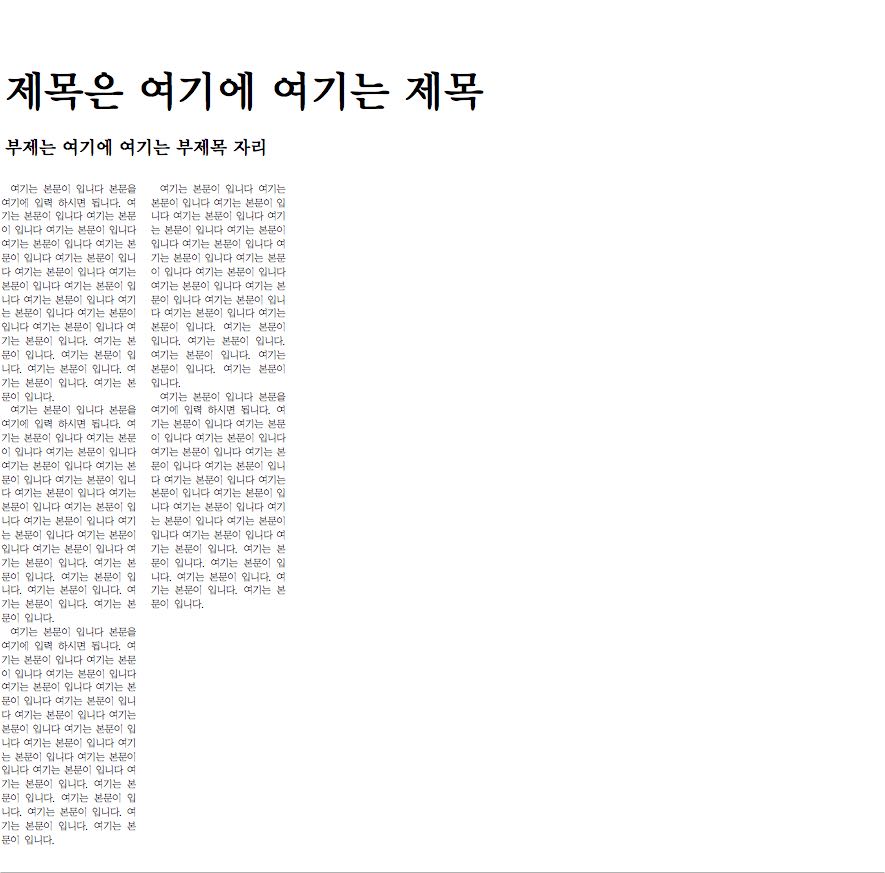 제목은 여기에 여기는 제목
부제는 여기에 여기는 부제목 자리
여기는 본문이 입니다 본문을
여기에 입력 하시면 됩니다. 여
기는 본문이 입니다 여기는 본문
이 입니다 여기는 본문이 입니다
여기는 본문이 입니다 여기는 본
문이 입니다 여기는 본문이 입니
다 여기는 본문이 입니다 여기는
본문이 입니다 여기는 본문이 입
니다 여기는 본문이 입니다 여기
는 본문이 입니다 여기는 본문이
입니다 여기는 본문이 입니다 여
기는 본문이 입니다. 여기는 본
문이 입니다. 여기는 본문이 입
니다. 여기는 본문이 입니다. 여
기는 본문이 입니다. 여기는 본
문이 입니다.
여기는 본문이 입니다 본문을
여기에 입력 하시면 됩니다. 여
기는 본문이 입니다 여기는 본문
이 입니다 여기는 본문이 입니다
여기는 본문이 입니다 여기는 본
문이 입니다 여기는 본문이 입니
다 여기는 본문이 입니다 여기는
본문이 입니다 여기는 본문이 입
니다 여기는 본문이 입니다 여기
는 본문이 입니다 여기는 본문이
입니다 여기는 본문이 입니다 여
기는 본문이 입니다. 여기는 본
문이 입니다. 여기는 본문이 입
니다. 여기는 본문이 입니다. 여
기는 본문이 입니다. 여기는 본
문이 입니다.
여기는 본문이 입니다 본문을
여기에 입력 하시면 됩니다. 여
기는 본문이 입니다 여기는 본문
이 입니다 여기는 본문이 입니다
여기는 본문이 입니다 여기는 본
문이 입니다 여기는 본문이 입니
다 여기는 본문이 입니다 여기는
본문이 입니다 여기는 본문이 입
니다 여기는 본문이 입니다 여기
는 본문이 입니다 여기는 본문이
입니다 여기는 본문이 입니다 여
기는 본문이 입니다. 여기는 본
문이 입니다. 여기는 본문이 입
니다. 여기는 본문이 입니다. 여
기는 본문이 입니다. 여기는 본
문이 입니다.
여기는 본문이 입니다 여기는
본문이 입니다 여기는 본문이 입
니다 여기는 본문이 입니다 여기
는 본문이 입니다 여기는 본문이
입니다 여기는 본문이 입니다 여
기는 본문이 입니다 여기는 본문
이 입니다 여기는 본문이 입니다
여기는 본문이 입니다 여기는 본
문이 입니다 여기는 본문이 입니
다 여기는 본문이 입니다 여기는
본문이 입니다. 여기는 본문이
입니다. 여기는 본문이 입니다.
여기는 본문이 입니다. 여기는
본문이 입니다. 여기는 본문이
입니다.
여기는 본문이 입니다 본문을
여기에 입력 하시면 됩니다. 여
기는 본문이 입니다 여기는 본문
이 입니다 여기는 본문이 입니다
여기는 본문이 입니다 여기는 본
문이 입니다 여기는 본문이 입니
다 여기는 본문이 입니다 여기는
본문이 입니다 여기는 본문이 입
니다 여기는 본문이 입니다 여기
는 본문이 입니다 여기는 본문이
입니다 여기는 본문이 입니다 여
기는 본문이 입니다. 여기는 본
문이 입니다. 여기는 본문이 입
니다. 여기는 본문이 입니다. 여
기는 본문이 입니다. 여기는 본
문이 입니다.